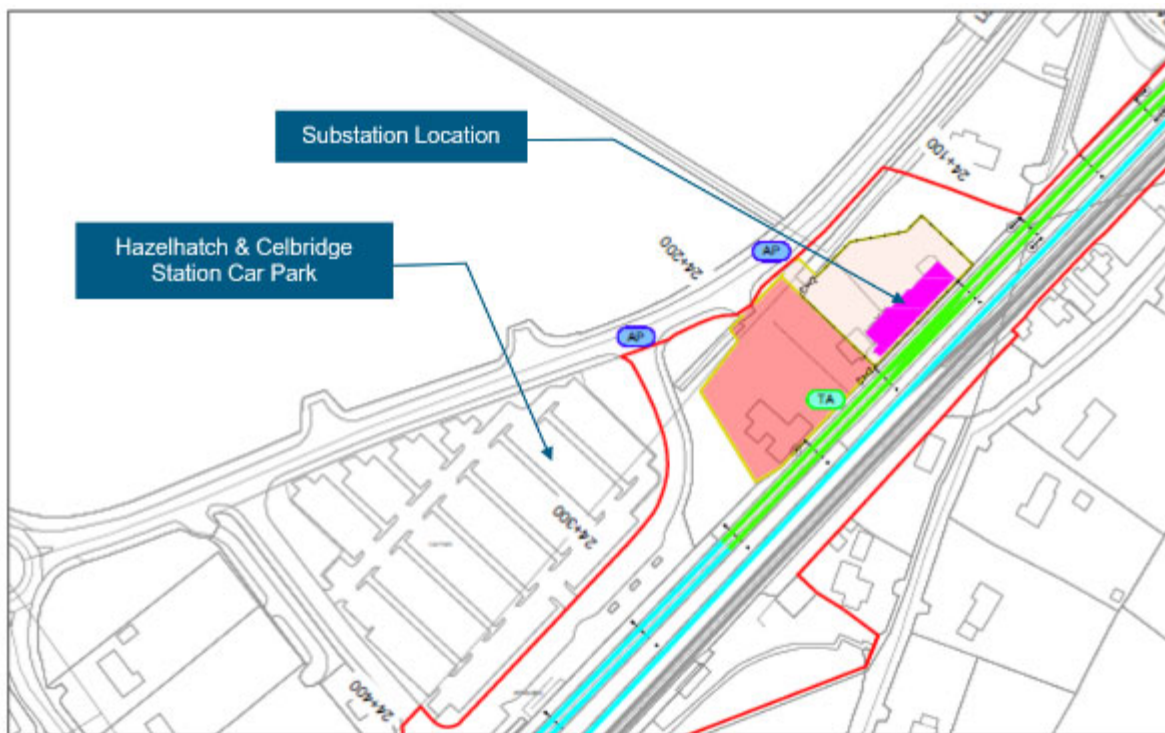 Substation Location
24+100
Hazelhatch & Celbridge
Station Car Park
24+200
AP
AP
TA
24+300
24+400